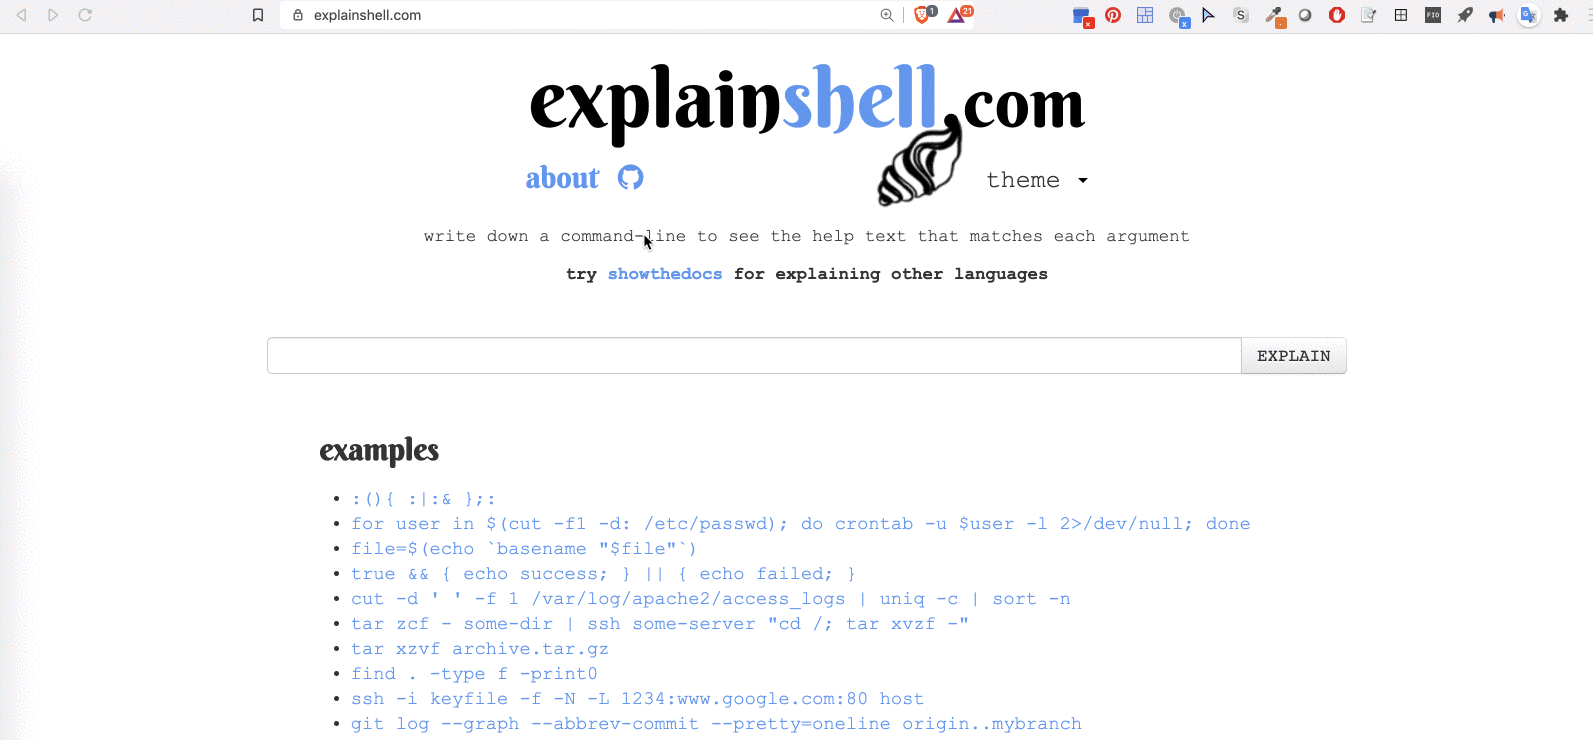 explainshell.com
1
21
x
x
S
FIO
explainshell.com
about
theme
write down a command-line to see the help text that matches each argument
try showthedocs for explaining other languages
EXPLAIN
examples
:(){ :|:& };:
for user in $(cut -f1 -d: /etc/passwd); do crontab -u $user -l 2>/dev/null; done
file=$(echo `basename "$file"`)
true && { echo success; } || { echo failed; }
cut -d ' ' -f 1 /var/log/apache2/access_logs | uniq -c | sort -n
tar zcf - some-dir | ssh some-server "cd /; tar xvzf -"
tar xzvf archive.tar.gz
find . -type f -print0
ssh -i keyfile -f -N -L 1234:www.google.com:80 host
git log --graph --abbrev-commit --pretty=oneline origin..mybranch